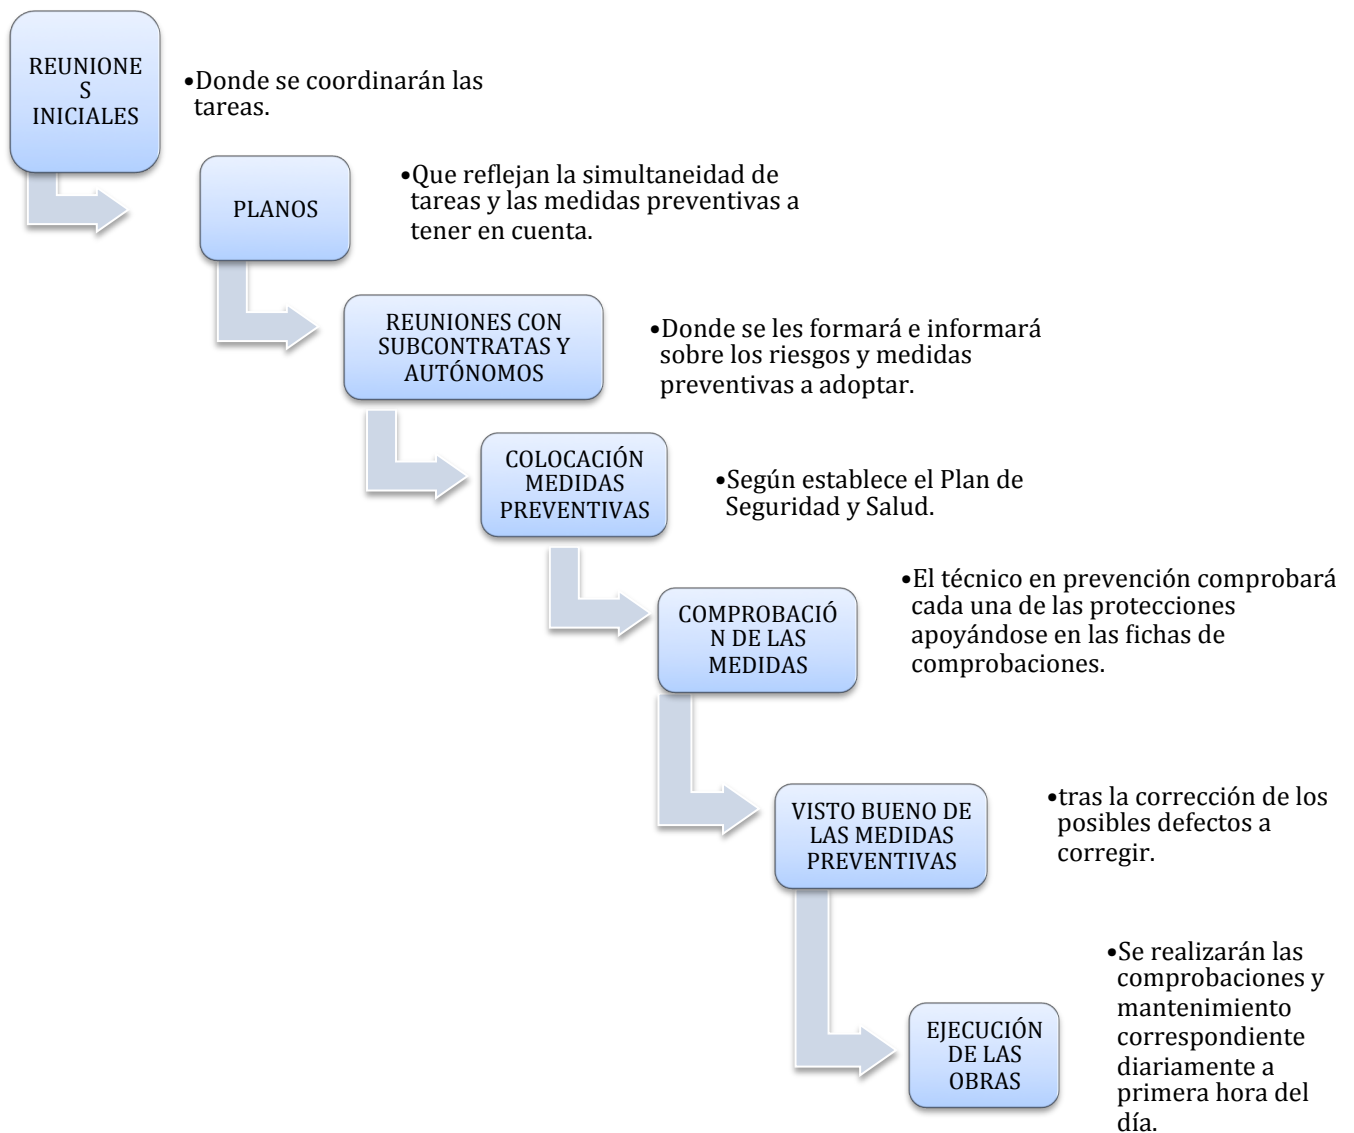 REUNIONE
S
INICIALES
•Donde se coordinarán las
tareas.
PLANOS
•Que reflejan la simultaneidad de
tareas y las medidas preventivas a
tener en cuenta.
REUNIONES CON
SUBCONTRATAS Y
AUTÓNOMOS
•Donde se les formará e informará
sobre los riesgos y medidas
preventivas a adoptar.
COLOCACIÓN
MEDIDAS
PREVENTIVAS
•Según establece el Plan de
Seguridad y Salud.
COMPROBACIÓ
N DE LAS
MEDIDAS
•El técnico en prevención comprobará
cada una de las protecciones
apoyándose en las fichas de
comprobaciones.
VISTO BUENO DE
LAS MEDIDAS
PREVENTIVAS
•tras la corrección de los
posibles defectos a
corregir.
EJECUCIÓN
DE LAS
OBRAS
•Se realizarán las
comprobaciones y
mantenimiento
correspondiente
diariamente a
primera hora del
día.